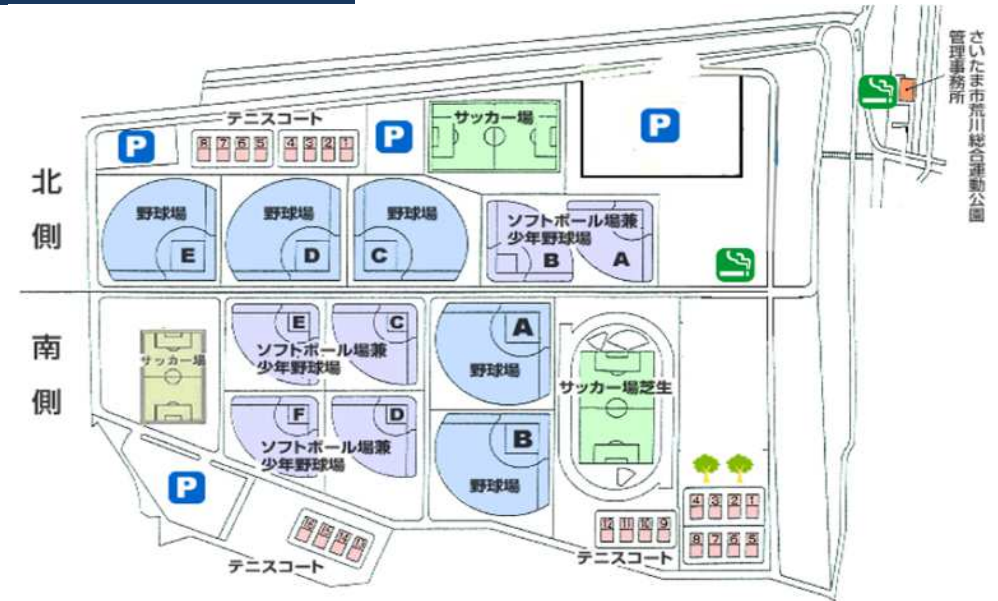 さいたま市荒川総合運動公園
管理事務所
北側
P
テニスコート
8 7 6 5 4 3 2 1
P
サッカー場
P
野球場
E
野球場
D
野球場
C
ソフトボール場兼
少年野球場
B
A
南側
サッカー場
E
C
ソフトボール場兼
少年野球場
F
D
ソフトボール場兼
少年野球場
A
野球場
B
野球場
サッカー場芝生
P
16 15 14 13
テニスコート
12 11 10 9
テニスコート
4 3 2 1
8 7 6 5